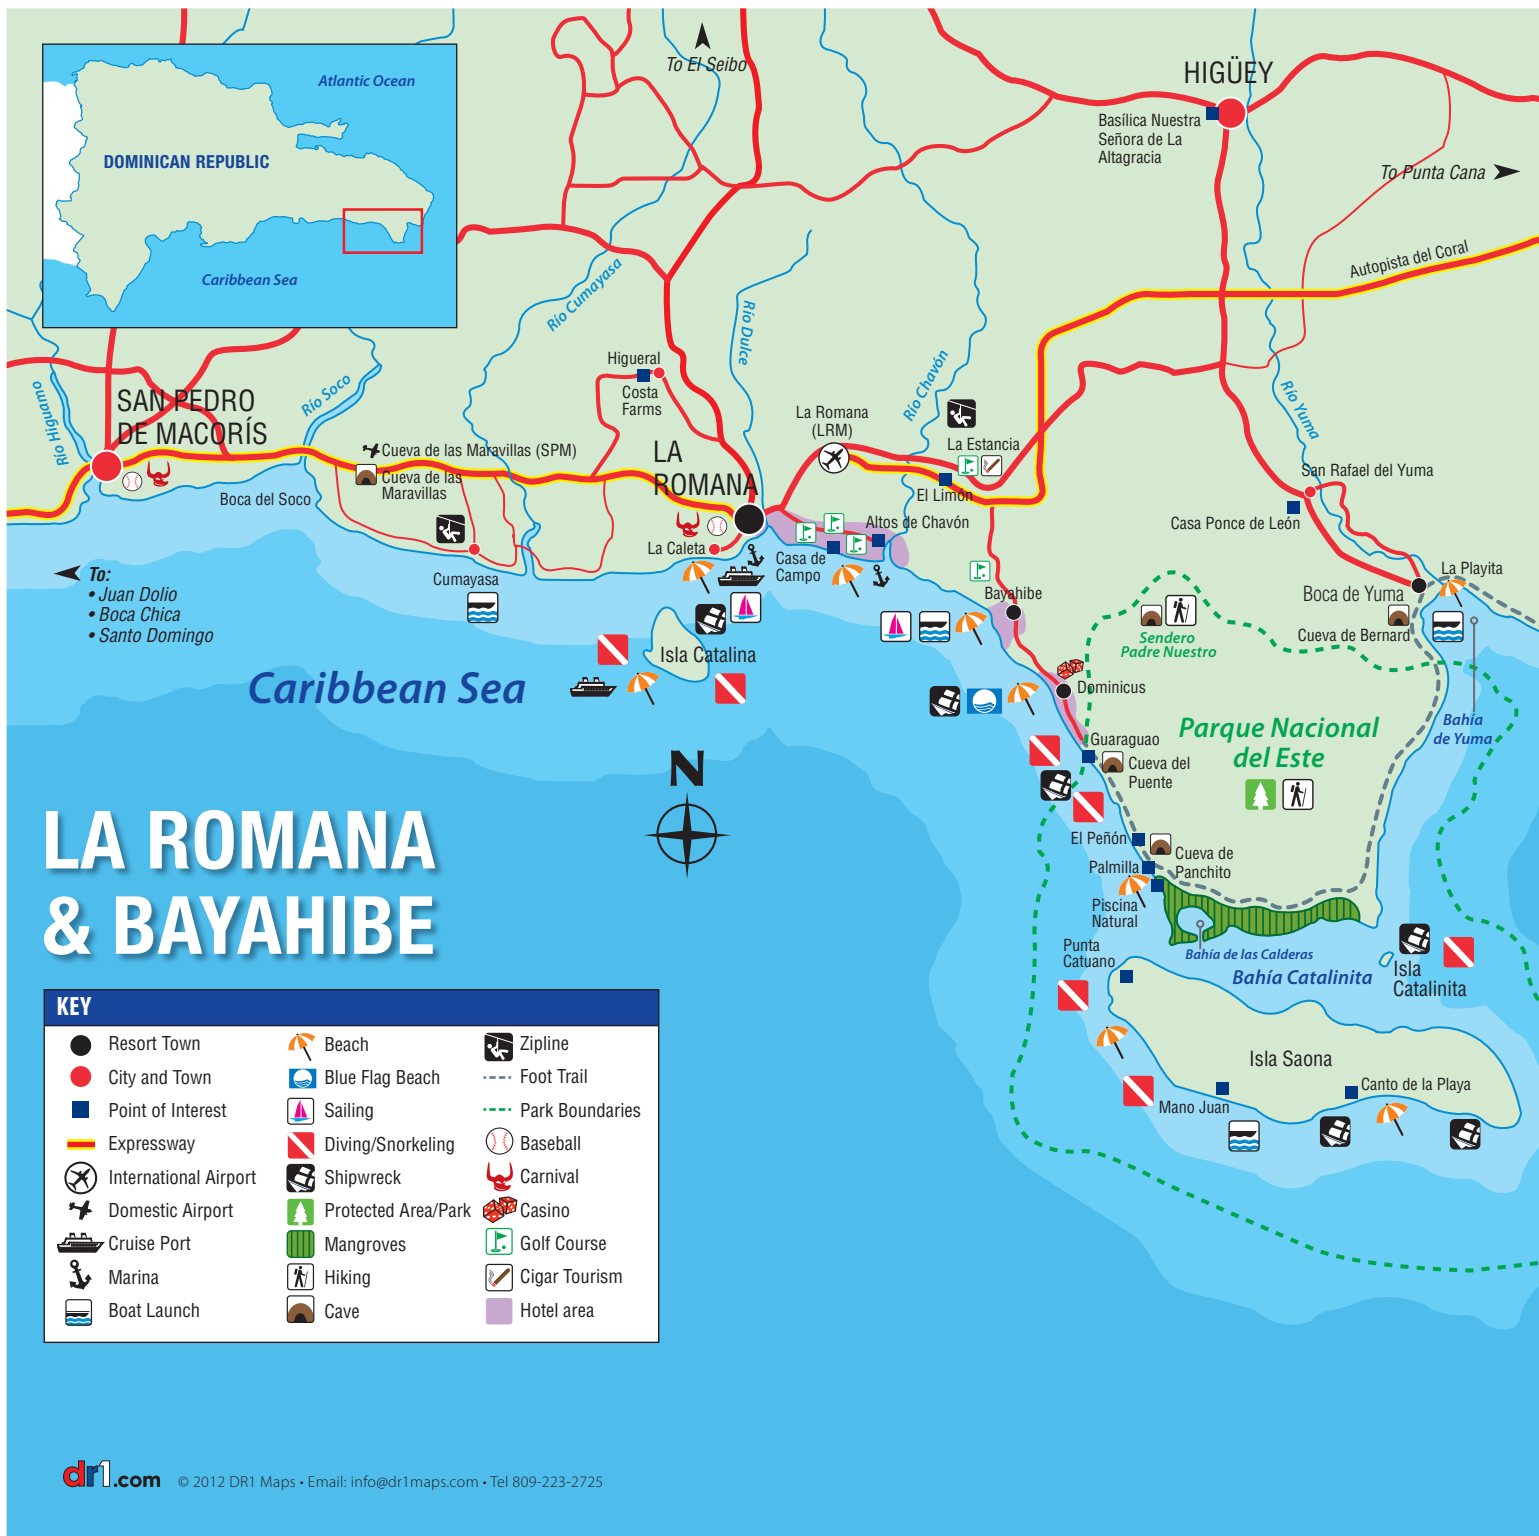 Atlantic Ocean
DOMINICAN REPUBLIC
Caribbean Sea
To El Seibo
HIGÜEY
Basílica Nuestra
Señora de La
Altagracia
To Punta Cana
Autopista del Coral
Río Higuamo
SAN PEDRO
DE MACORÍS
Río Soco
Río Cumayasa
Río Dulce
Río Chavón
Río Yuma
Higueral
Costa
Farms
La Romana
(LRM)
LA
ROMANA
La Estancia
El Limón
Cueva de las Maravillas (SPM)
Cueva de las
Maravillas
Boca del Soco
San Rafael del Yuma
Casa Ponce de León
La Caleta
Casa de
Campo
Altos de Chavón
Cumayasa
To:
• Juan Dolio
• Boca Chica
• Santo Domingo
Bayahibe
Boca de Yuma
La Playita
Cueva de Bernard
Sendero
Padre Nuestro
Isla Catalina
Caribbean Sea
Dominicus
Parque Nacional
del Este
Bahía
de Yuma
Guaraguao
Cueva del
Puente
N
El Peñón
Cueva de
Panchito
Palmilla
Piscina
Natural
Punta
Catuano
Bahía de las Calderas
Bahía Catalinita
Isla
Catalinita
Isla Saona
Mano Juan
Canto de la Playa
LA ROMANA
& BAYAHIBE
KEY
Resort Town
City and Town
Point of Interest
Expressway
International Airport
Domestic Airport
Cruise Port
Marina
Boat Launch
Beach
Blue Flag Beach
Sailing
Diving/Snorkeling
Shipwreck
Protected Area/Park
Mangroves
Hiking
Cave
Zipline
Foot Trail
Park Boundaries
Baseball
Carnival
Casino
Golf Course
Cigar Tourism
Hotel area
dr1.com © 2012 DR1 Maps • Email: info@dr1maps.com • Tel 809-223-2725